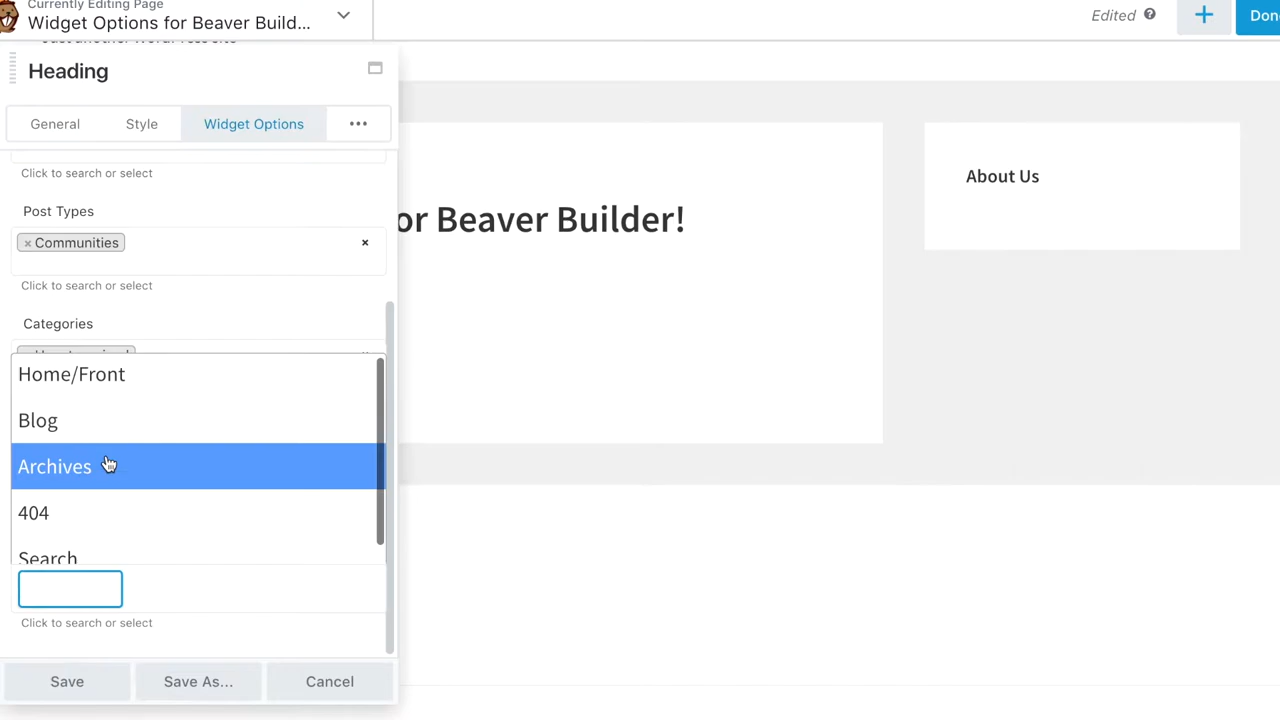 Currently Editing Page
Widget Options for Beaver Build...
Edited
Don
Heading
General
Style
Widget Options
Click to search or select
Post Types
× Communities
×
Click to search or select
Categories
Home/Front
Blog
Archives
404
Search
Click to search or select
Save
Save As...
Cancel
or Beaver Builder!
About Us